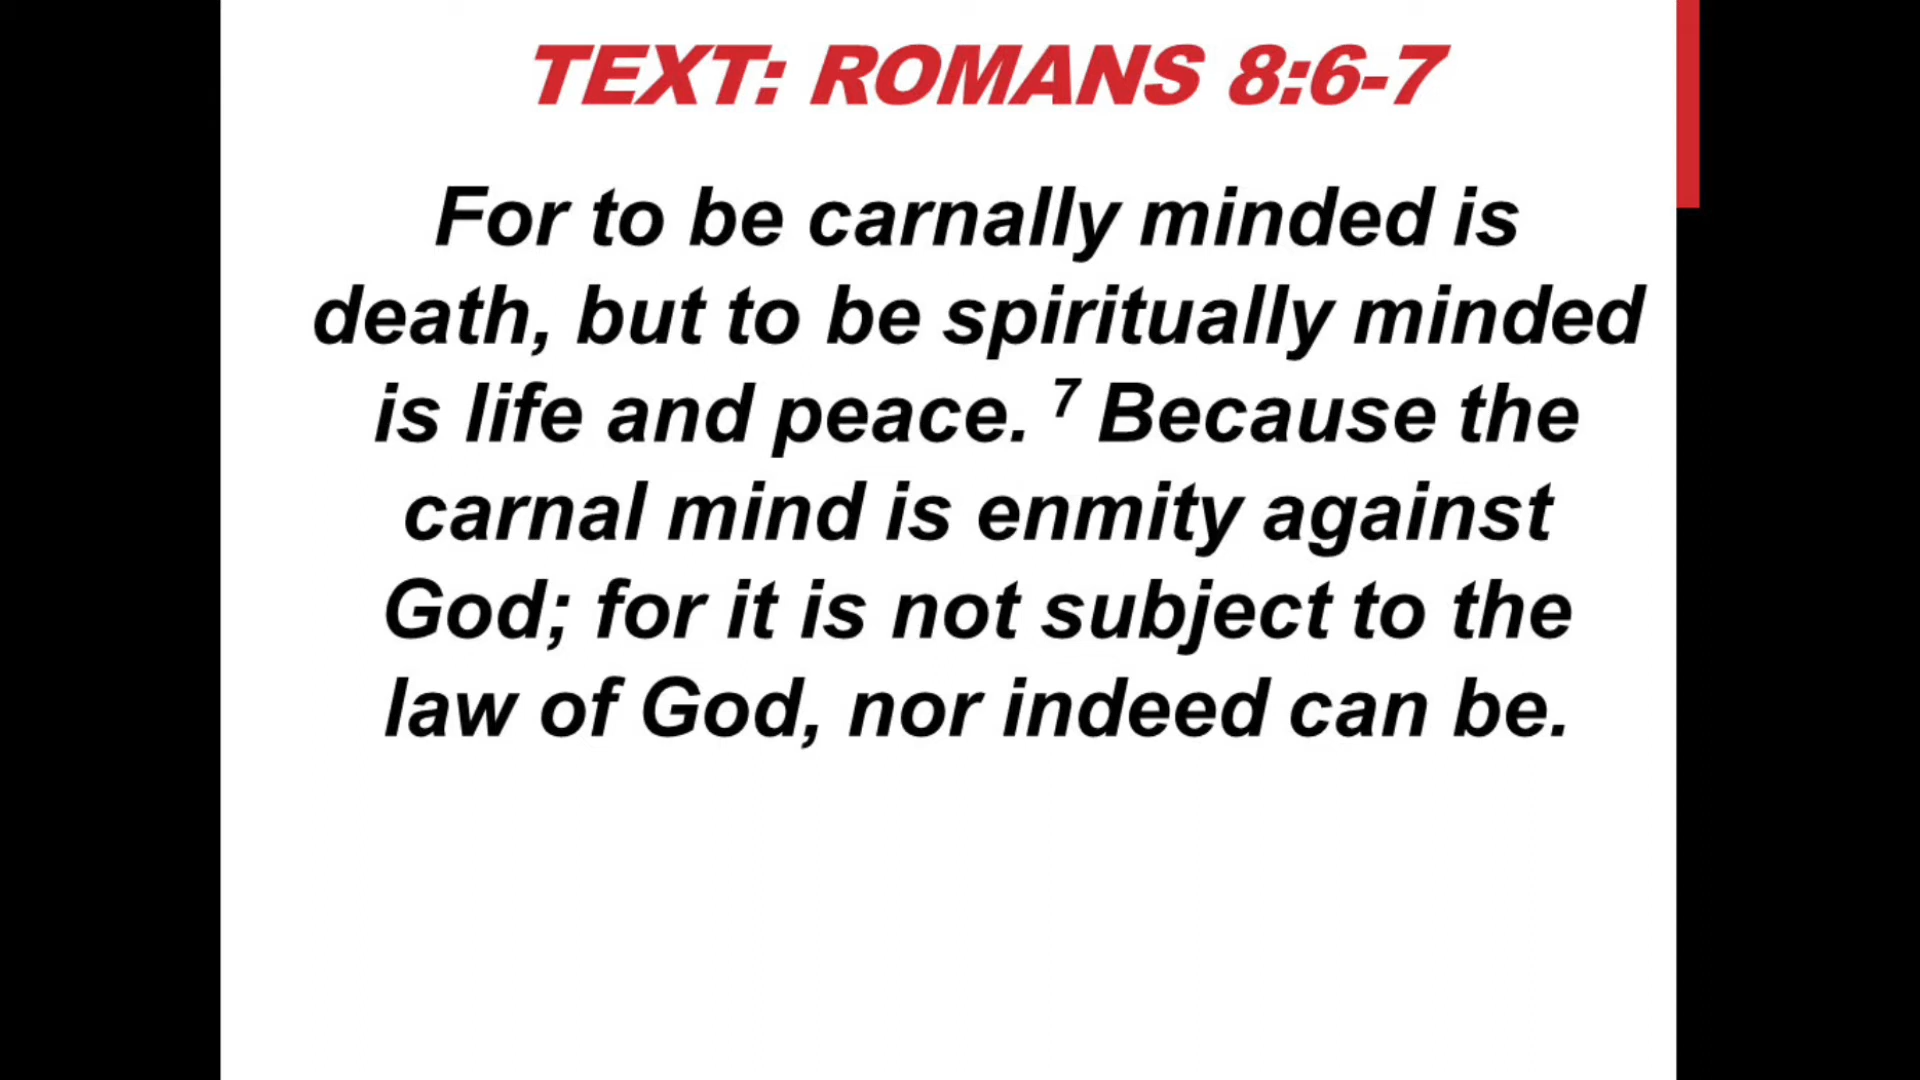 TEXT: ROMANS 8:6-7
For to be carnally minded is
death, but to be spiritually minded
is life and peace. 7 Because the
carnal mind is enmity against
God; for it is not subject to the
law of God, nor indeed can be.